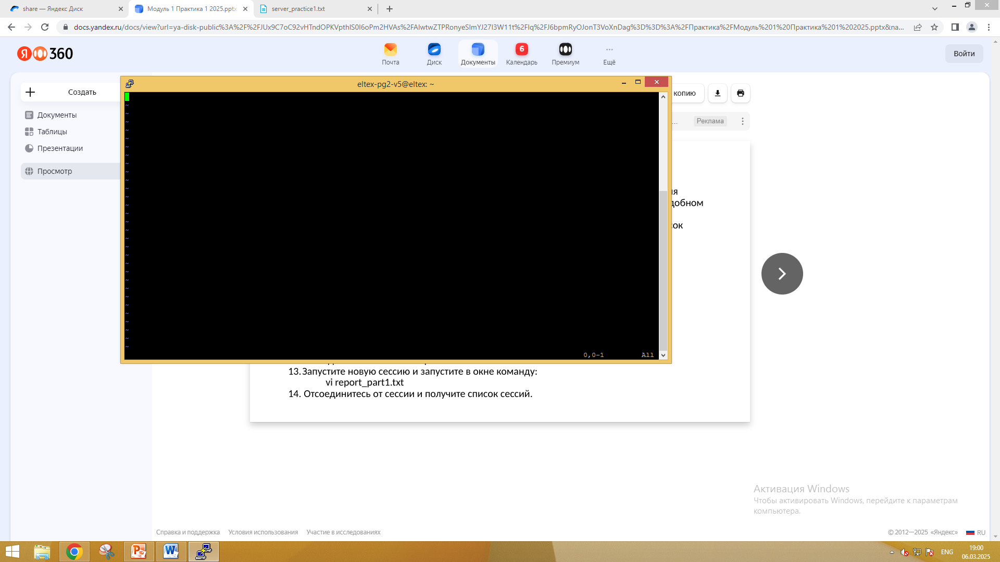 share — Яндекс Диск
Модуль 1 Практика 1 2025.pptx
server_practice1.txt
docs.yandex.ru/docs/view?url=ya-disk-public%3A%2F%2FJUx9C7oC92vHTndOPKVpthlS0I6oPm2HVAs%2FAlwtwZTPRonyeSlmYJ27I3W11t%2FIq%2FJ6bpmRyOJonT3VoXnDag%3D%3D%3A%2FПрактика%2FМодуль%201%20Практика%201%202025.pptx&na...
Я 360
Почта
Диск
Документы
6
Календарь
Премиум
Ещё
Войти
Создать
Документы
Таблицы
Презентации
Просмотр
eltex-pg2-v5@eltex: ~
0,0-1 All
копию
...
Реклама
ия
добном
сок
13. Запустите новую сессию и запустите в окне команду:
vi report_part1.txt
14. Отсоединитесь от сессии и получите список сессий.
Активация Windows
Чтобы активировать Windows, перейдите к параметрам
компьютера.
Справка и поддержка
Условия использования
Участие в исследованиях
© 2012—2025 «Яндекс»
RU
ENG
19:00
06.03.2025